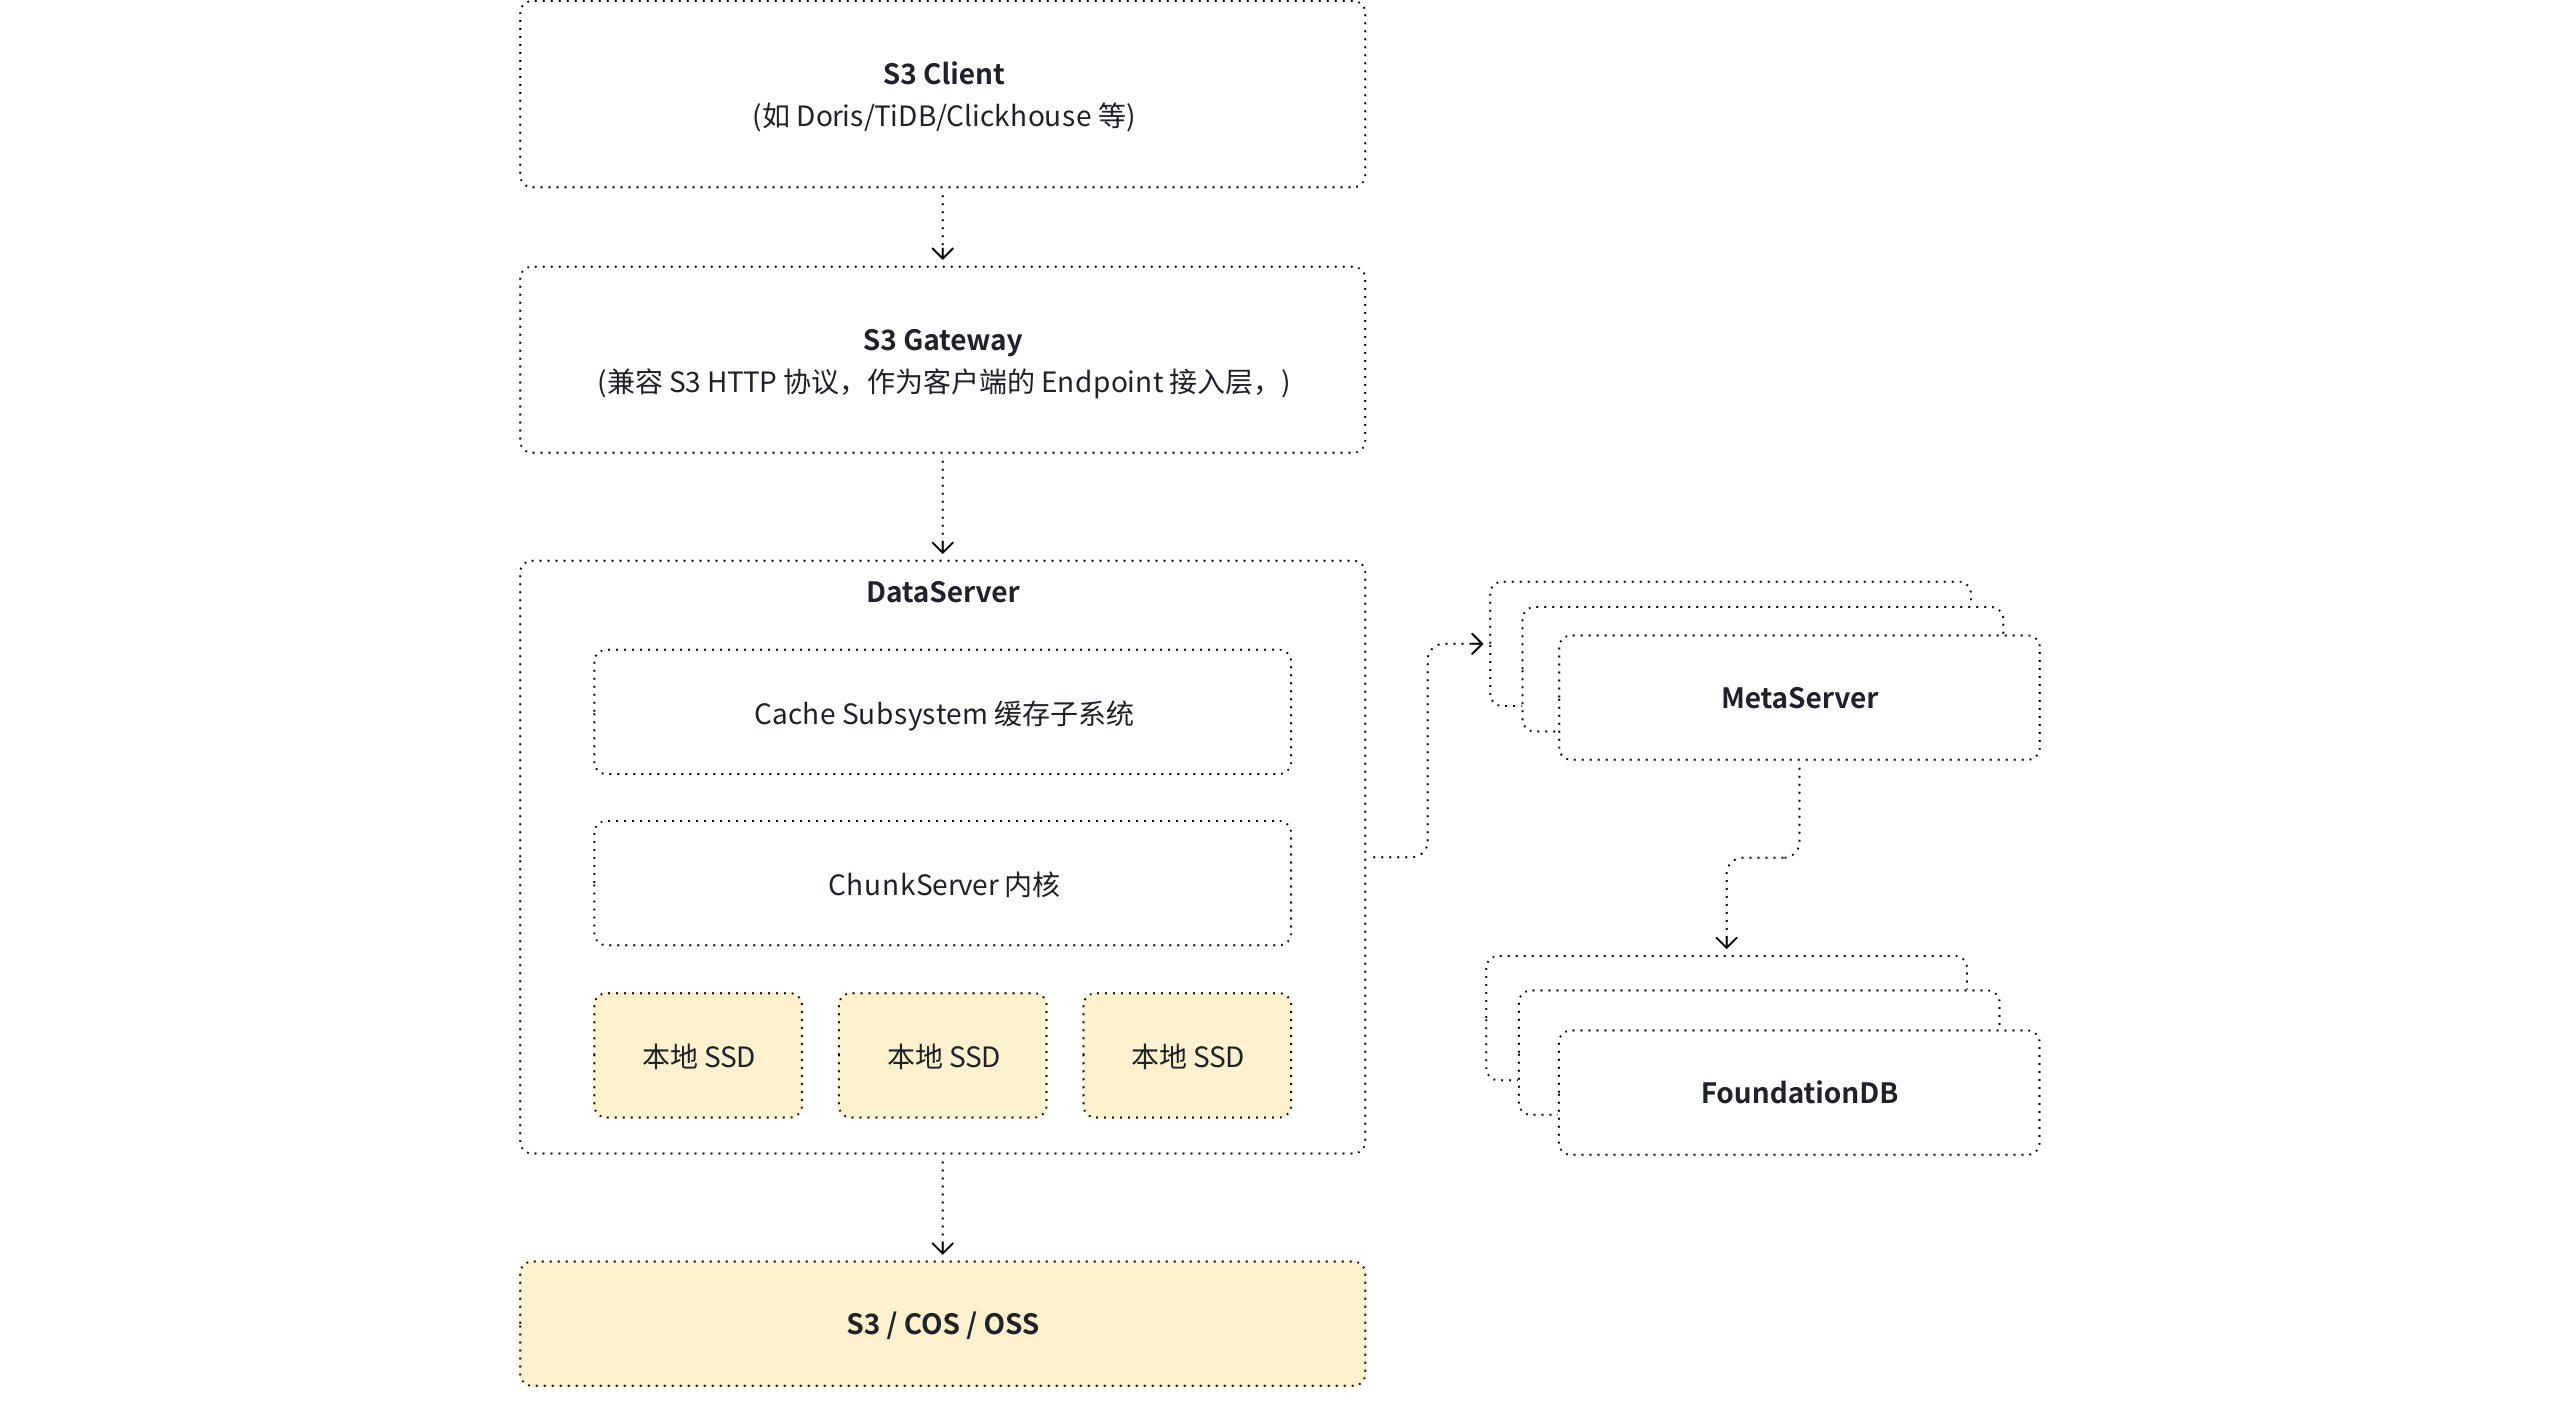 S3 Client
(如 Doris/TiDB/Clickhouse 等)
S3 Gateway
(兼容 S3 HTTP 协议，作为客户端的 Endpoint 接入层，)
DataServer
Cache Subsystem 缓存子系统
ChunkServer 内核
本地 SSD
本地 SSD
本地 SSD
S3 / COS / OSS
MetaServer
FoundationDB